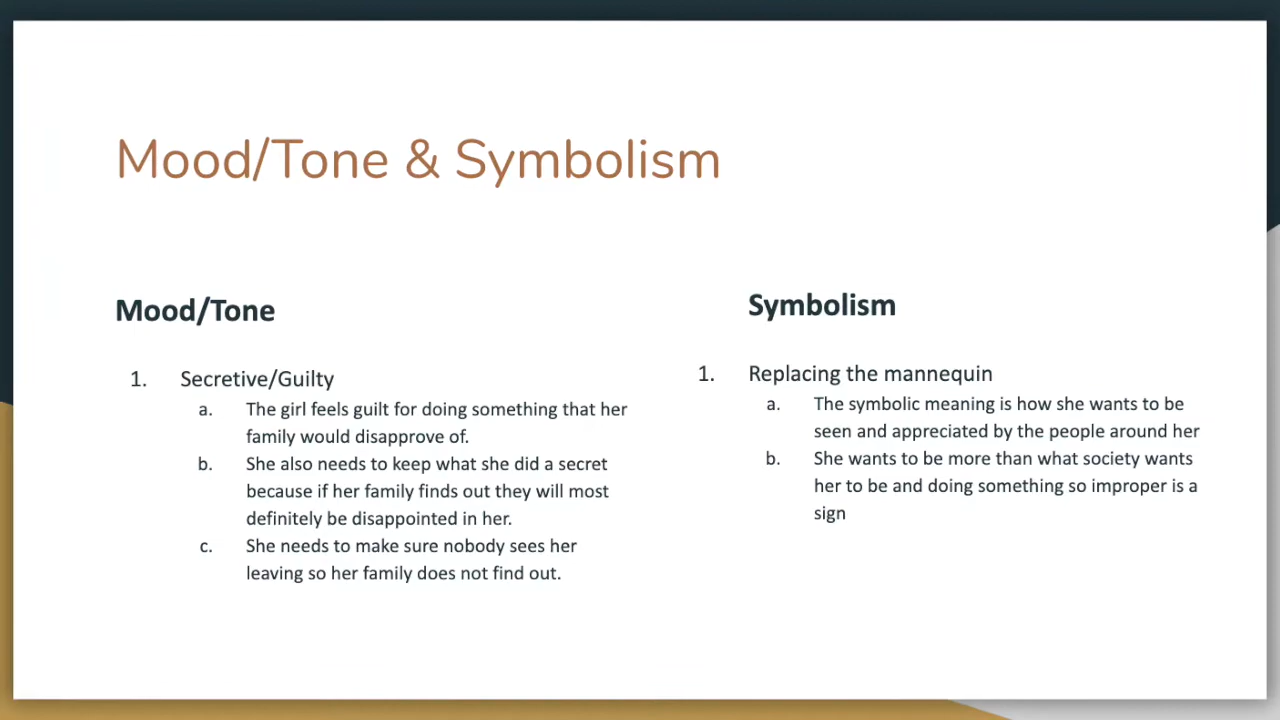 Mood/Tone & Symbolism
Mood/Tone
1. Secretive/Guilty
a. The girl feels guilt for doing something that her
family would disapprove of.
b. She also needs to keep what she did a secret
because if her family finds out they will most
definitely be disappointed in her.
c. She needs to make sure nobody sees her
leaving so her family does not find out.
Symbolism
1. Replacing the mannequin
a. The symbolic meaning is how she wants to be
seen and appreciated by the people around her
b. She wants to be more than what society wants
her to be and doing something so improper is a
sign